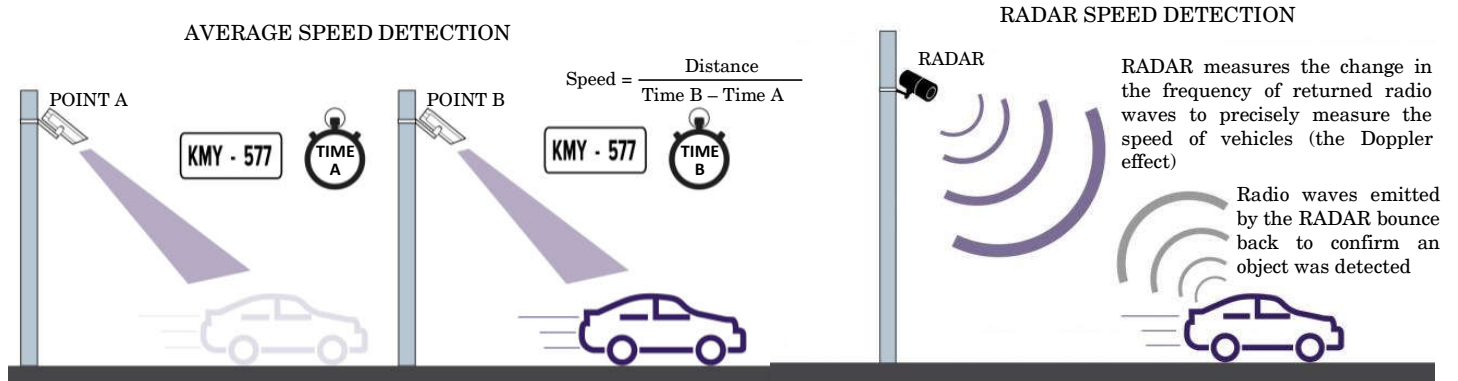 AVERAGE SPEED DETECTION
Speed = Distance
Time B – Time A
POINT A
KMY - 577
TIME
A
POINT B
KMY - 577
TIME
B
RADAR SPEED DETECTION
RADAR
RADAR measures the change in
the frequency of returned radio
waves to precisely measure the
speed of vehicles (the Doppler
effect)
Radio waves emitted
by the RADAR bounce
back to confirm an
object was detected